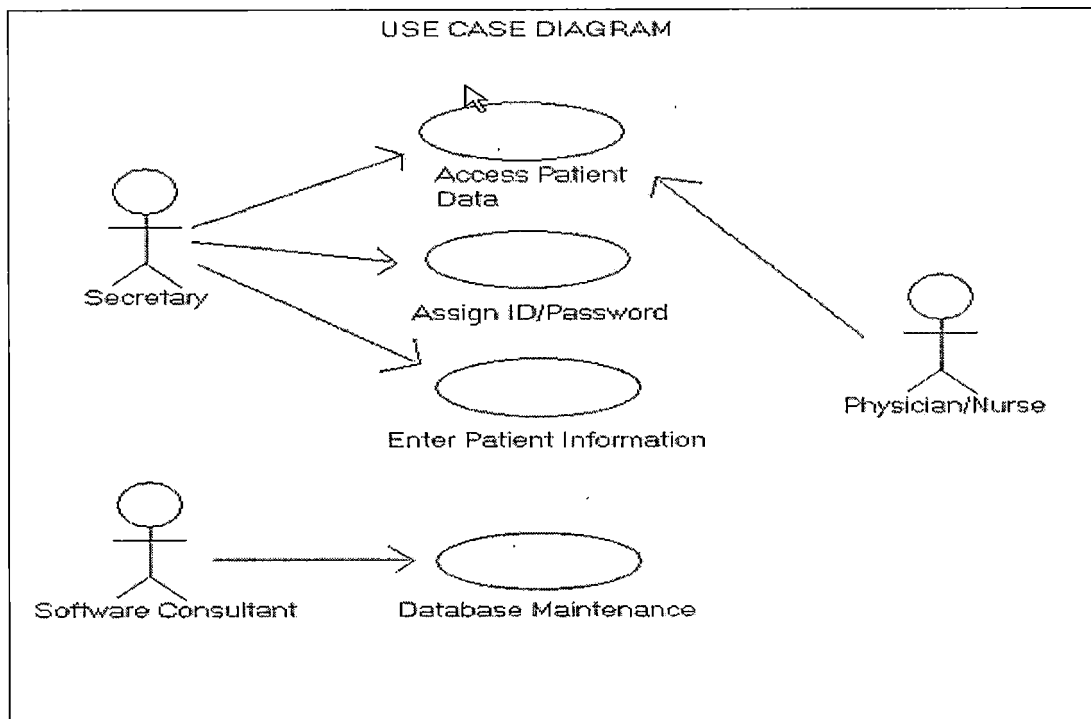 USE CASE DIAGRAM
Access Patient
Data
Secretary
Assign ID/Password
Physician/Nurse
Enter Patient Information
Software Consultant
Database Maintenance